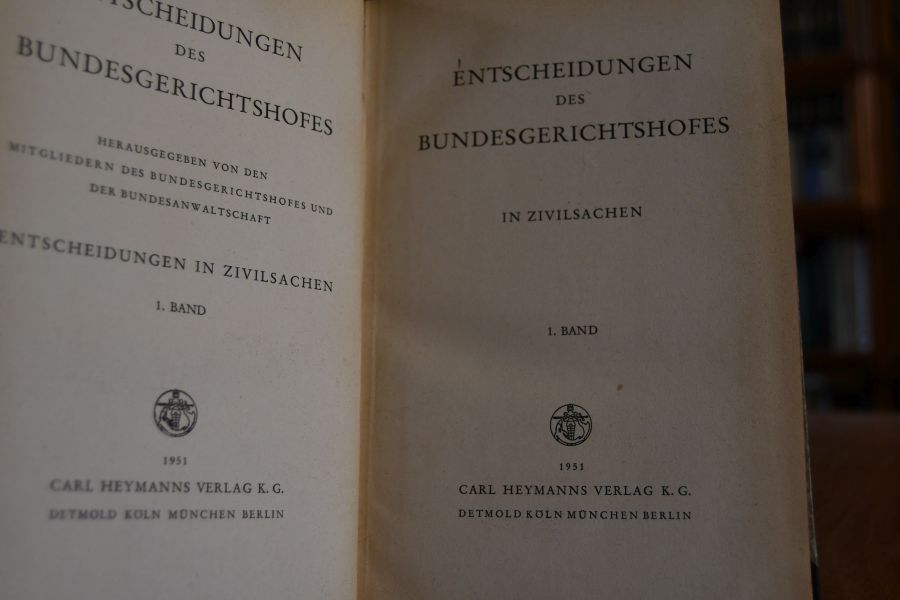 ENTSCHEIDUNGEN
DES
BUNDESGERICHTSHOFES
HERAUSGEGEBEN VON DEN
MITGLIEDERN DES BUNDESGERICHTSHOFES UND
DER BUNDESANWALTSCHAFT
ENTSCHEIDUNGEN IN ZIVILSACHEN
1. BAND
1951
CARL HEYMANNS VERLAG K. G.
DETMOLD KÖLN MÜNCHEN BERLIN
ENTSCHEIDUNGEN
DES
BUNDESGERICHTSHOFES
IN ZIVILSACHEN
1. BAND
1951
CARL HEYMANNS VERLAG K. G.
DETMOLD KÖLN MÜNCHEN BERLIN